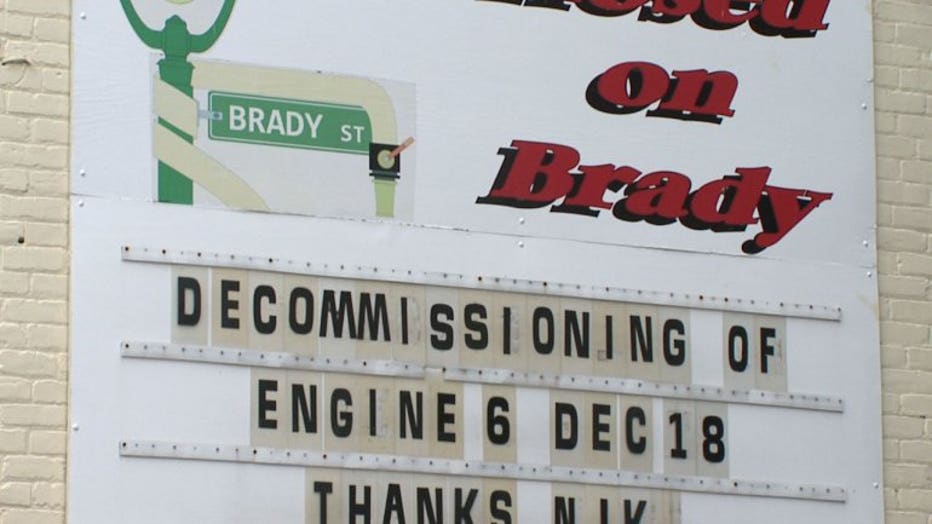 on
Brady
BRADY ST
DECOMMISSIONING OF
ENGINE 6 DEC 18
THANKS